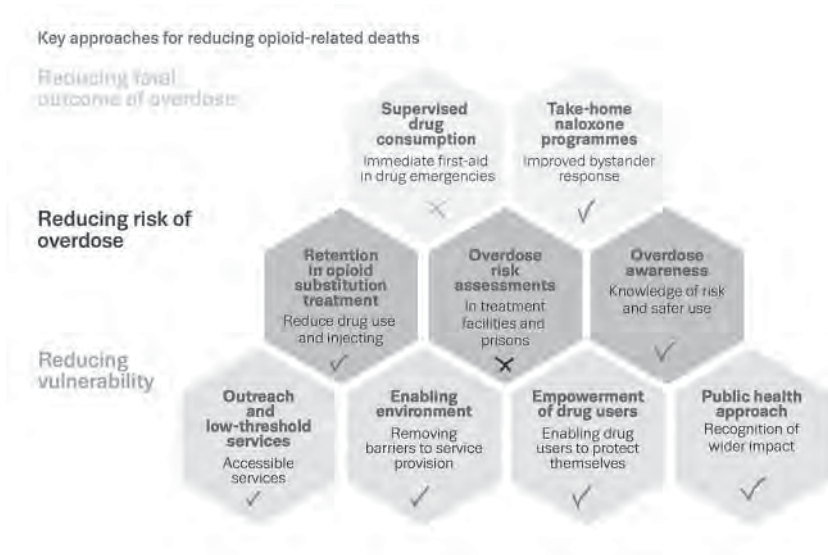 Key approaches for reducing opioid-related deaths
Reducing fatal
outcome of overdose
Supervised
drug
consumption
Immediate first-aid
in drug emergencies
Take-home
naloxone
programmes
Improved bystander
response
Reducing risk of
overdose
Retention
in opioid
substitution
treatment
Reduce drug use
and injecting
Overdose
risk
assessments
In treatment
facilities and
prisons
Overdose
awareness
Knowledge of risk
and safer use
Reducing
vulnerability
Outreach
and
low-threshold
services
Accessible
services
Enabling
environment
Removing
barriers to service
provision
Empowerment
of drug users
Enabling drug
users to protect
themselves
Public health
approach
Recognition of
wider impact